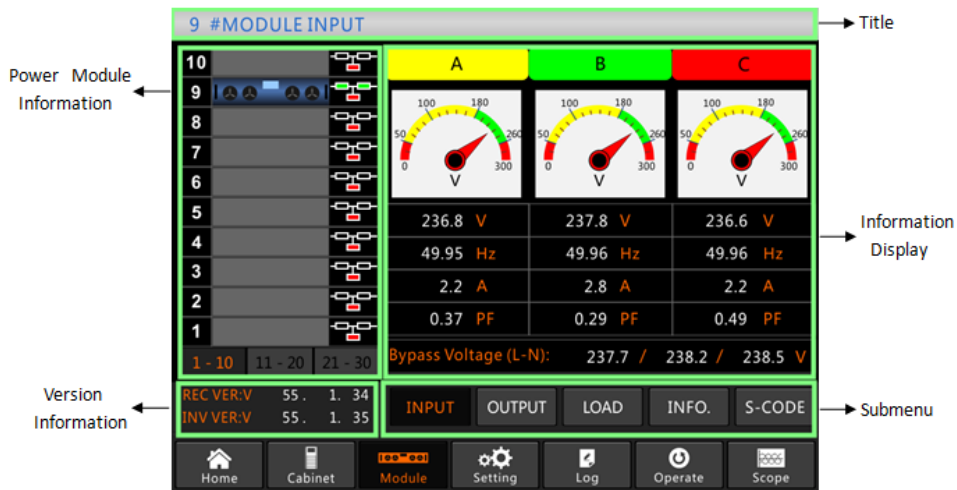 9 #MODULE INPUT
Title
Power Module
Information
10
9
8
7
6
5
4
3
2
1
1 - 10 11 - 20 21 - 30
A B C
50 100 180 260 0 300 V
50 100 180 260 0 300 V
50 100 180 260 0 300 V
236.8 V 237.8 V 236.6 V
49.95 Hz 49.96 Hz 49.96 Hz
2.2 A 2.8 A 2.2 A
0.37 PF 0.29 PF 0.49 PF
Bypass Voltage (L-N): 237.7 / 238.2 / 238.5 V
Information
Display
Version
Information
REC VER:V 55 . 1. 34
INV VER:V 55 . 1. 35
INPUT OUTPUT LOAD INFO. S-CODE
Submenu
Home Cabinet Module Setting Log Operate Scope